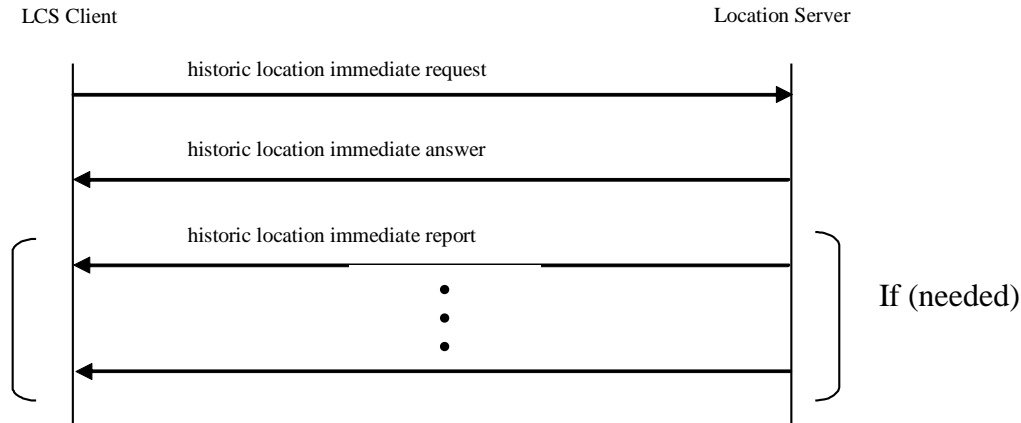 LCS Client
Location Server
historic location immediate request
historic location immediate answer
historic location immediate report
If (needed)